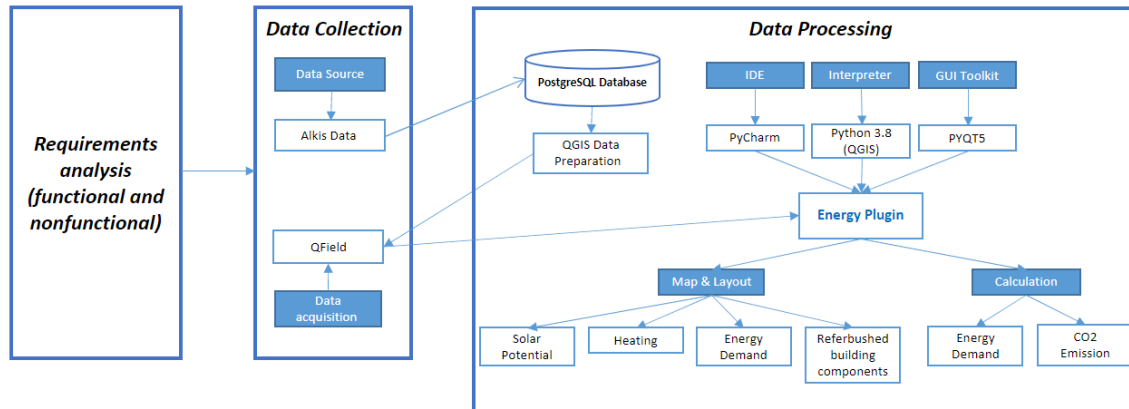 Requirements
analysis
(functional and
nonfunctional)
Data Collection
Data Source
Alkis Data
QField
Data
acquisition
Data Processing
PostgreSQL Database
QGIS Data
Preparation
IDE
Interpreter
GUI Toolkit
PyCharm
Python 3.8
(QGIS)
PYQT5
Energy Plugin
Map & Layout
Calculation
Solar
Potential
Heating
Energy
Demand
Referbushed
building
components
Energy
Demand
CO2
Emission